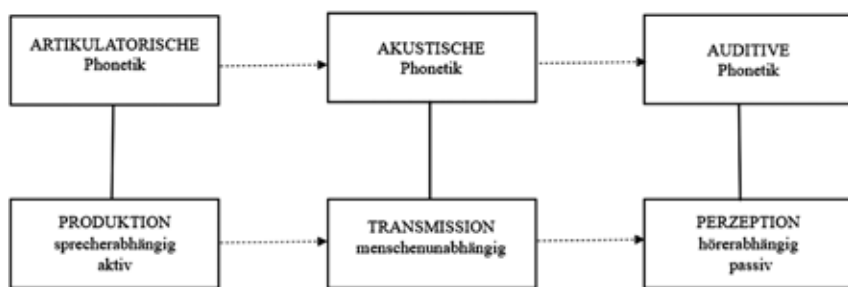 ARTIKULATORISCHE
Phonetik
AKUSTISCHE
Phonetik
AUDITIVE
Phonetik
PRODUKTION
sprecherabhängig
aktiv
TRANSMISSION
menschenunabhängig
PERZEPTION
hörerabhängig
passiv